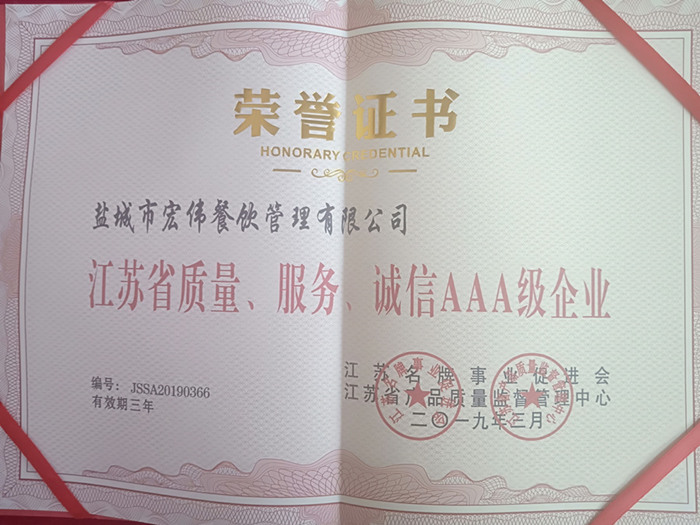 荣誉证书
HONORARY CREDENTIAL
盐城市宏伟餐饮管理有限公司
江苏省质量、服务、诚信AAA级企业
编号：JSSA20190366
有效期三年
江苏名牌事业促进会
江苏省产品质量监督管理中心
二〇一九年三月